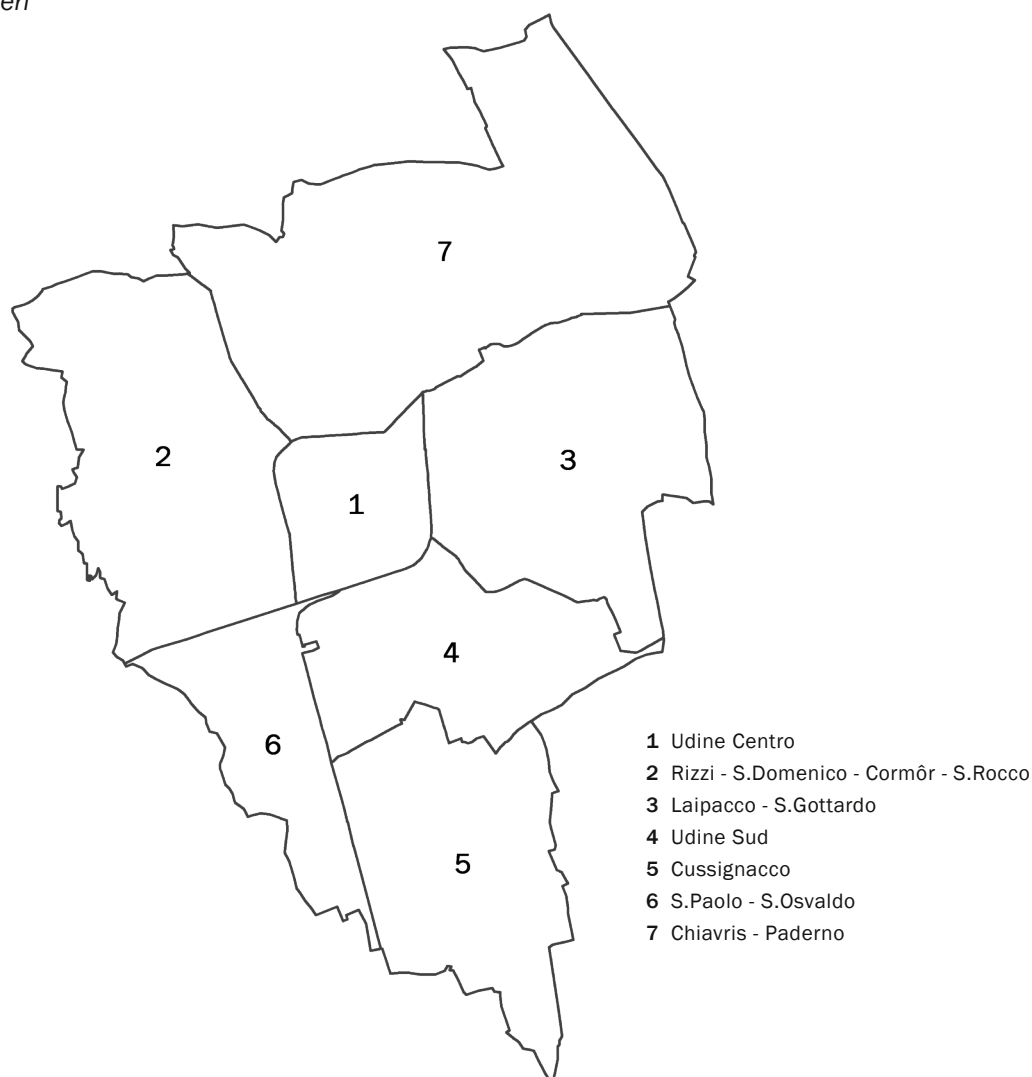 7
2
3
1
4
6
5
1 Udine Centro
2 Rizzi - S.Domenico - Cormôr - S.Rocco
3 Laipacco - S.Gottardo
4 Udine Sud
5 Cussignacco
6 S.Paolo - S.Osvaldo
7 Chiavris - Paderno